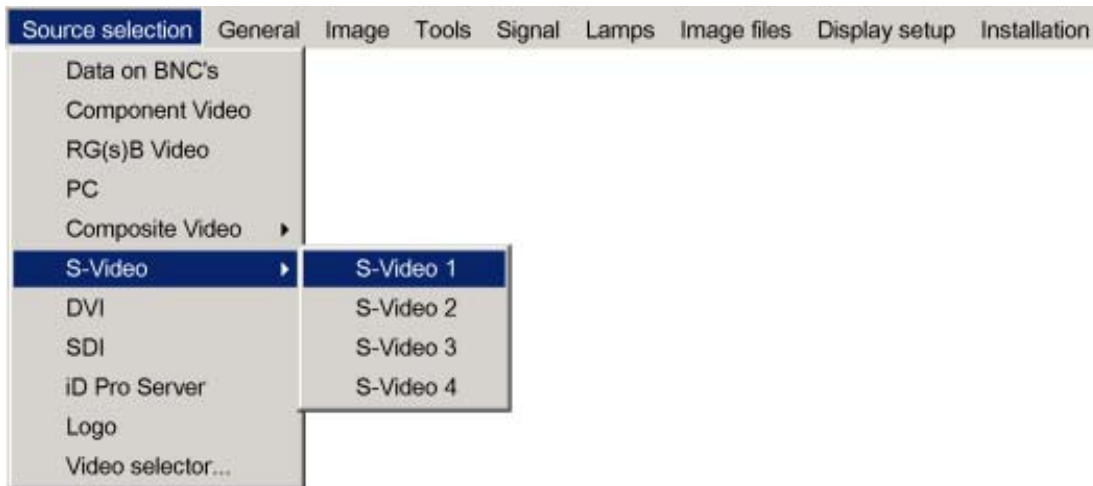 Source selection General Image Tools Signal Lamps Image files Display setup Installation
Data on BNC's
Component Video
RG(s)B Video
PC
Composite Video
S-Video
S-Video 1
S-Video 2
S-Video 3
S-Video 4
DVI
SDI
iD Pro Server
Logo
Video selector...